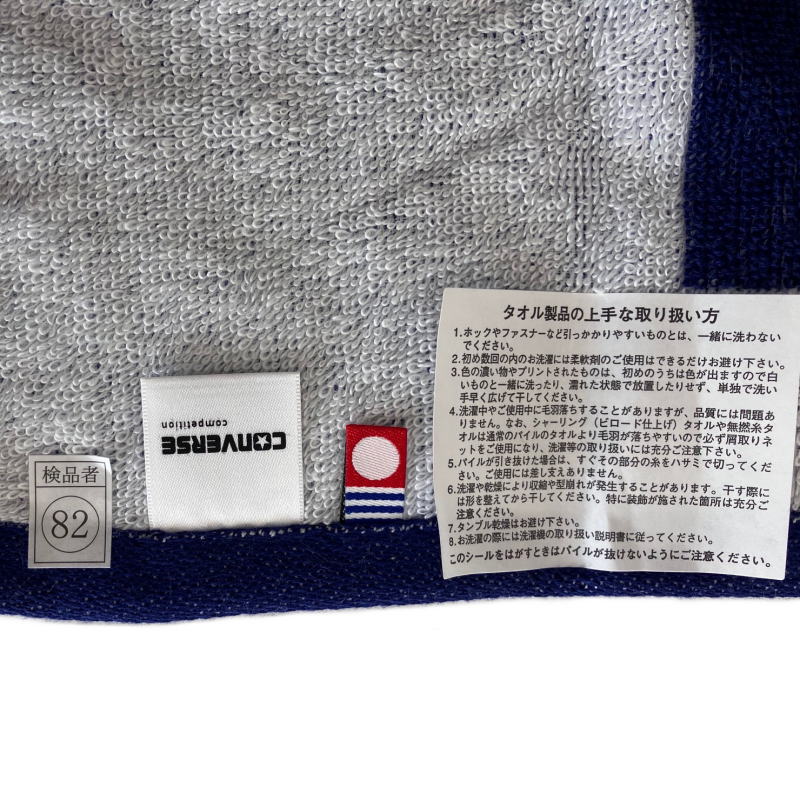 検品者
82
CONVERSE
competition
タオル製品の上手な取り扱い方
1.ホックやファスナーなど引っかかりやすいものとは、一緒に洗わない
でください。
2.初め数回の内のお洗濯には柔軟剤のご使用はできるだけお避け下さい。
3.色の濃い物やプリントされたものは、初めのうちは色が出ますので白
いものと一緒に洗ったり、濡れた状態で放置したりせず、単独で洗い
手早く広げて干してください。
4.洗濯中やご使用中に毛羽落ちすることがありますが、品質には問題あ
りません。なお、シャーリング（ビロード仕上げ）タオルや無撚糸タ
オルは通常のパイルのタオルより毛羽が落ちやすいので必ず屑取りネ
ットをご使用になり、洗濯等の取り扱いには充分ご注意下さい。
5.パイルが引き抜けた場合は、すぐその部分の糸をハサミで切ってくだ
さい。ご使用には差し支えありません。
6.洗濯や乾燥により収縮や型崩れが発生することがあります。干す際に
は形を整えてから干してください。特に装飾が施された箇所は充分ご
注意ください。
7.タンブル乾燥はお避け下さい。
8.お洗濯の際には洗濯機の取り扱い説明書に従ってください。
このシールをはがすときはパイルが抜けないようにご注意ください。